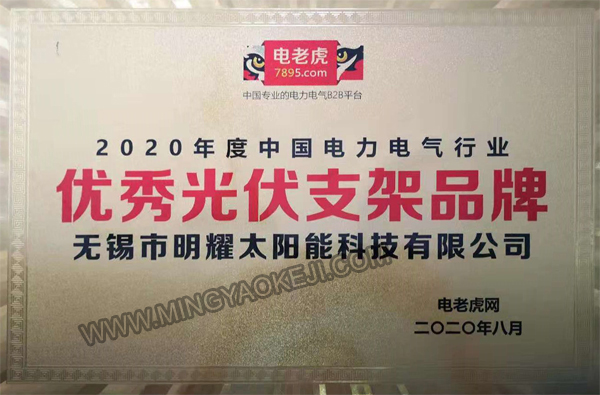 电老虎
7895.com
中国专业的电力电气B2B平台
2020年度中国电力电气行业
优秀光伏支架品牌
无锡市明耀太阳能科技有限公司
WWW.MINGYAOKEJI.COM
电老虎网
二〇二〇年八月